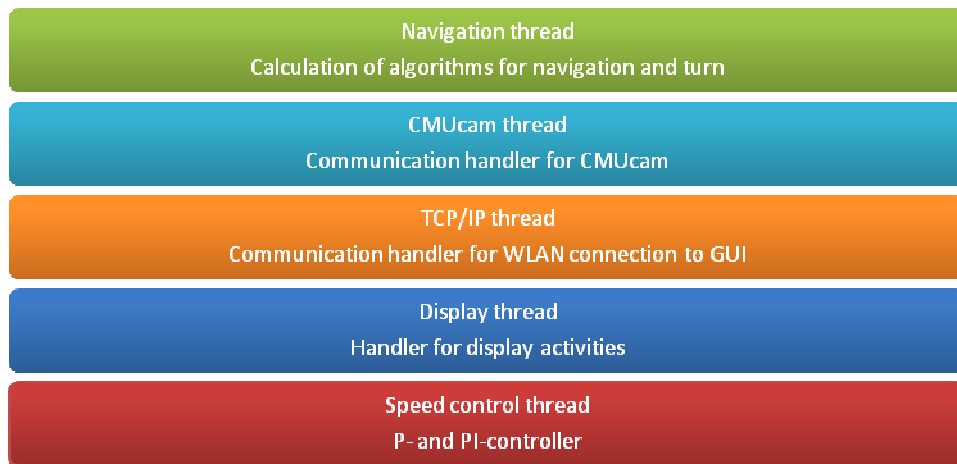 Navigation thread
Calculation of algorithms for navigation and turn
CMUcam thread
Communication handler for CMUcam
TCP/IP thread
Communication handler for WLAN connection to GUI
Display thread
Handler for display activities
Speed control thread
P- and PI-controller